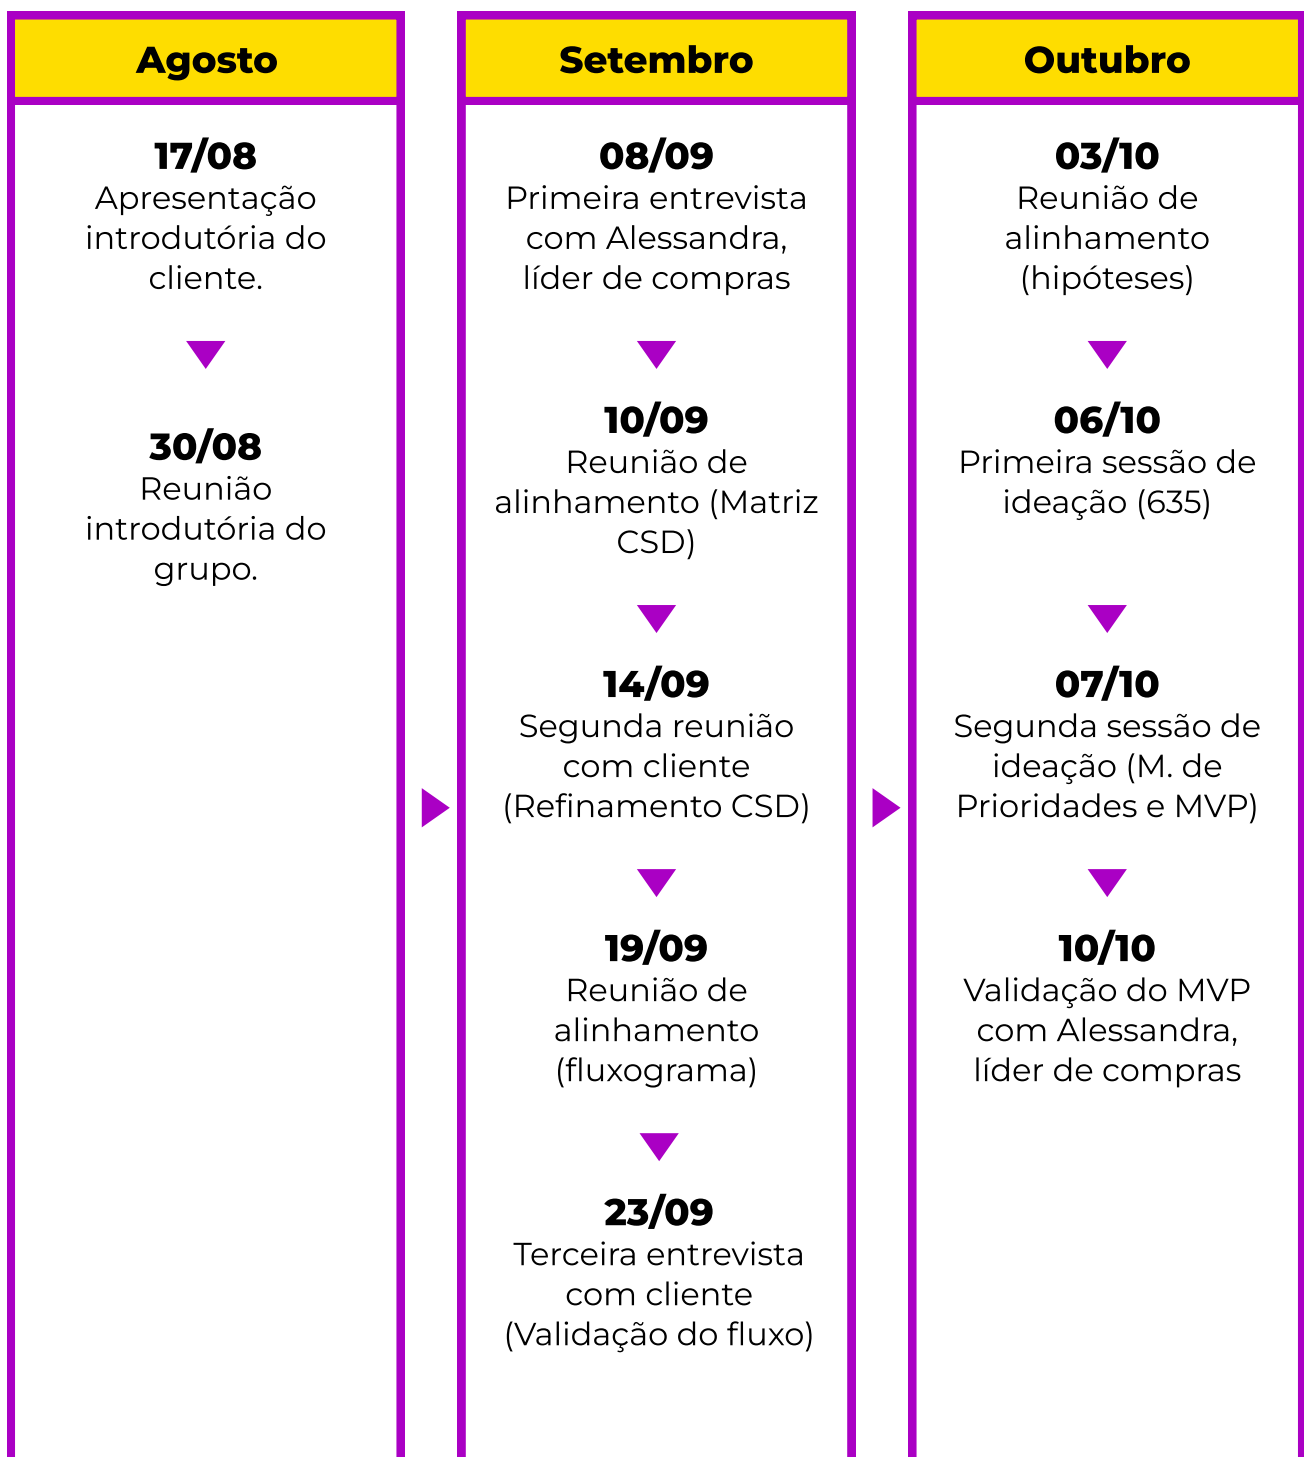 Agosto
17/08
Apresentação
introdutória do
cliente.
30/08
Reunião
introdutória do
grupo.
Setembro
08/09
Primeira entrevista
com Alessandra,
líder de compras
10/09
Reunião de
alinhamento (Matriz
CSD)
14/09
Segunda reunião
com cliente
(Refinamento CSD)
19/09
Reunião de
alinhamento
(fluxograma)
23/09
Terceira entrevista
com cliente
(Validação do fluxo)
Outubro
03/10
Reunião de
alinhamento
(hipóteses)
06/10
Primeira sessão de
ideação (635)
07/10
Segunda sessão de
ideação (M. de
Prioridades e MVP)
10/10
Validação do MVP
com Alessandra,
líder de compras